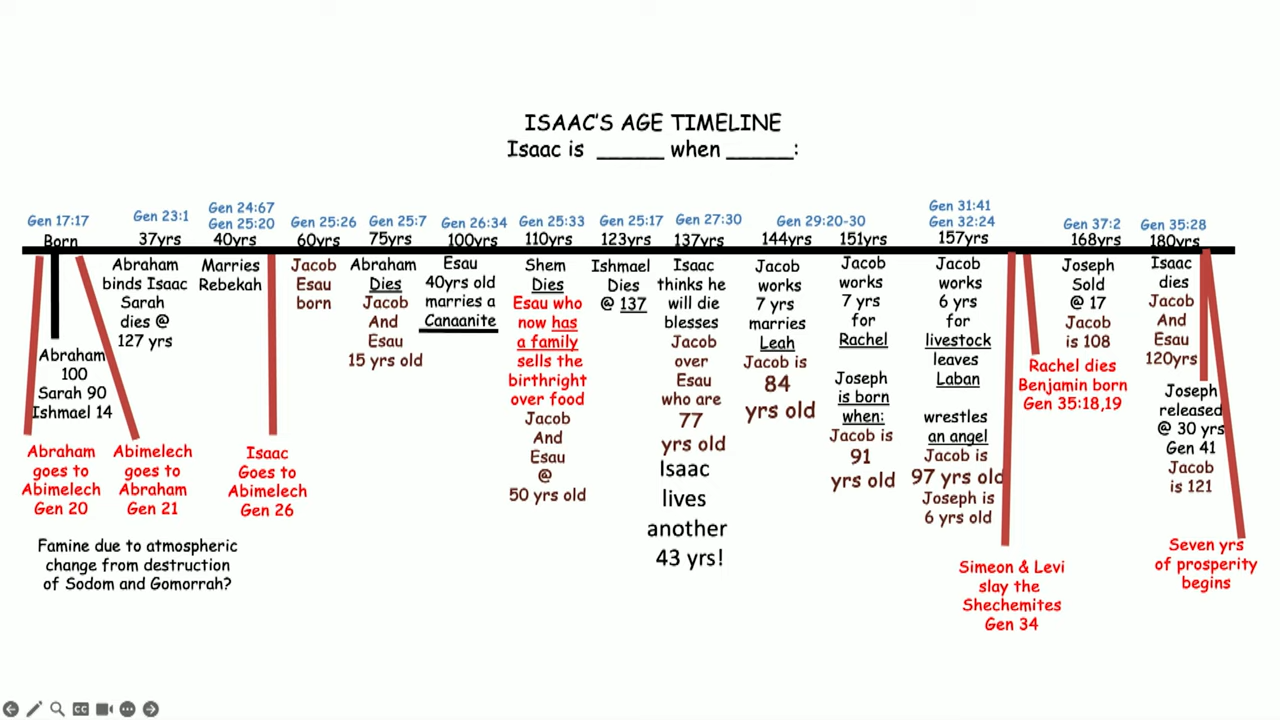 ISAAC'S AGE TIMELINE
Isaac is _____ when _____:
Gen 17:17
Born
Abraham
100
Sarah 90
Ishmael 14
Abraham
goes to
Abimelech
Gen 20
Abimelech
goes to
Abraham
Gen 21
Famine due to atmospheric
change from destruction
of Sodom and Gomorrah?
Gen 23:1
37yrs
Abraham
binds Isaac
Sarah
dies @
127 yrs
Gen 24:67
Gen 25:20
40yrs
Marries
Rebekah
Isaac
Goes to
Abimelech
Gen 26
Gen 25:26
60yrs
Jacob
Esau
born
Gen 25:7
75yrs
Abraham
Dies
Jacob
And
Esau
15 yrs old
Gen 26:34
100yrs
Esau
40yrs old
marries a
Canaanite
Gen 25:33
110yrs
Shem
Dies
Esau who
now has
a family
sells the
birthright
over food
Jacob
And
Esau
@
50 yrs old
Gen 25:17
123yrs
Ishmael
Dies
@ 137
Gen 27:30
137yrs
Isaac
thinks he
will die
blesses
Jacob
over
Esau
who are
77
yrs old
Isaac
lives
another
43 yrs!
Gen 29:20-30
144yrs
Jacob
works
7 yrs
marries
Leah
Jacob is
84
yrs old
151yrs
Jacob
works
7 yrs
for
Rachel
Joseph
is born
when:
Jacob is
91
yrs old
Gen 31:41
Gen 32:24
157yrs
Jacob
works
6 yrs
for
livestock
leaves
Laban
wrestles
an angel
Jacob is
97 yrs old
Joseph is
6 yrs old
Simeon & Levi
slay the
Shechemites
Gen 34
Rachel dies
Benjamin born
Gen 35:18,19
Gen 37:2
168yrs
Joseph
Sold
@ 17
Jacob
is 108
Gen 35:28
180yrs
Isaac
dies
Jacob
And
Esau
120yrs
Joseph
released
@ 30 yrs
Gen 41
Jacob
is 121
Seven yrs
of prosperity
begins
CC